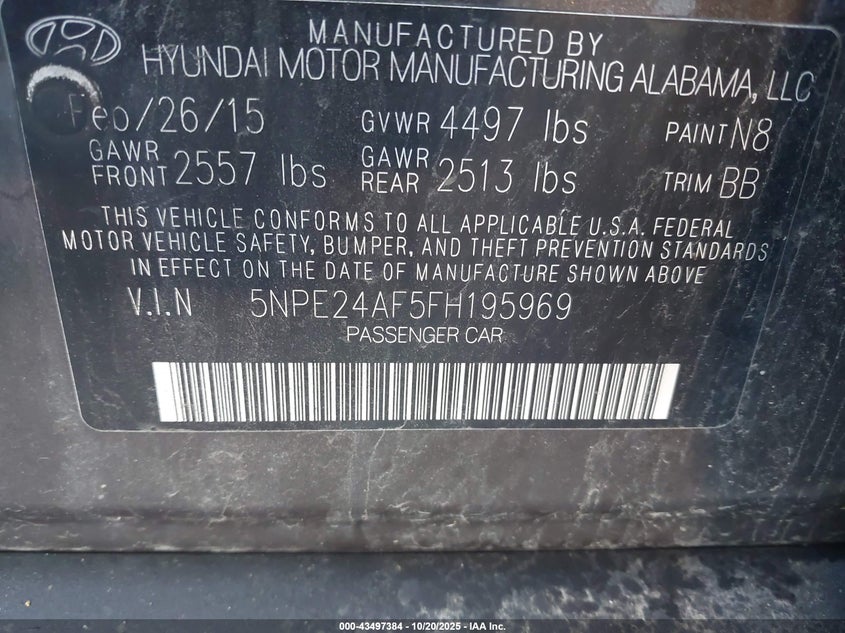 MANUFACTURED BY
HYUNDAI MOTOR MANUFACTURING ALABAMA, LLC
Feb/26/15 GVWR 4497 lbs PAINT N8
GAWR FRONT 2557 lbs GAWR REAR 2513 lbs TRIM BB
THIS VEHICLE CONFORMS TO ALL APPLICABLE U.S.A. FEDERAL
MOTOR VEHICLE SAFETY, BUMPER, AND THEFT PREVENTION STANDARDS
IN EFFECT ON THE DATE OF MANUFACTURE SHOWN ABOVE
V.I.N 5NPE24AF5FH195969
PASSENGER CAR
000-43497384 - 10/20/2025 - IAA Inc.